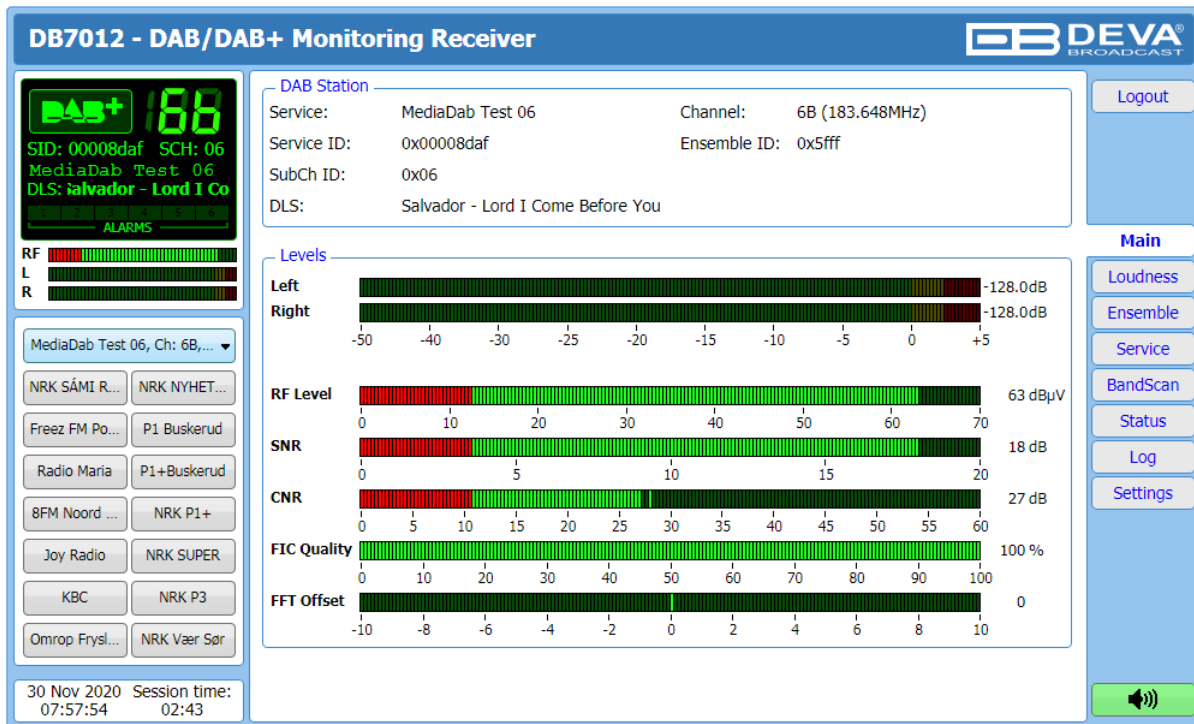 DB7012 - DAB/DAB+ Monitoring Receiver
DEVA®
BROADCAST
DAB+ 6b
SID: 00008daf SCH: 06
MediaDab Test 06
DLS: Salvador - Lord I Co
1 2 3 4 5 6
ALARMS
RF
L
R
MediaDab Test 06, Ch: 6B,...
NRK SÁMI R... NRK NYHET...
Freez FM Po... P1 Buskerud
Radio Maria P1+Buskerud
8FM Noord ... NRK P1+
Joy Radio NRK SUPER
KBC NRK P3
Omrop Frysl... NRK Vær Sør
30 Nov 2020 Session time:
07:57:54 02:43
DAB Station
Service: MediaDab Test 06 Channel: 6B (183.648MHz)
Service ID: 0x00008daf Ensemble ID: 0x5fff
SubCh ID: 0x06
DLS: Salvador - Lord I Come Before You
Levels
Left -128.0dB
Right -128.0dB
-50 -40 -30 -25 -20 -15 -10 -5 0 +5
RF Level 63 dBµV
0 10 20 30 40 50 60 70
SNR 18 dB
0 5 10 15 20
CNR 27 dB
0 5 10 15 20 25 30 35 40 45 50 55 60
FIC Quality 100 %
0 10 20 30 40 50 60 70 80 90 100
FFT Offset 0
-10 -8 -6 -4 -2 0 2 4 6 8 10
Logout
Main
Loudness
Ensemble
Service
BandScan
Status
Log
Settings